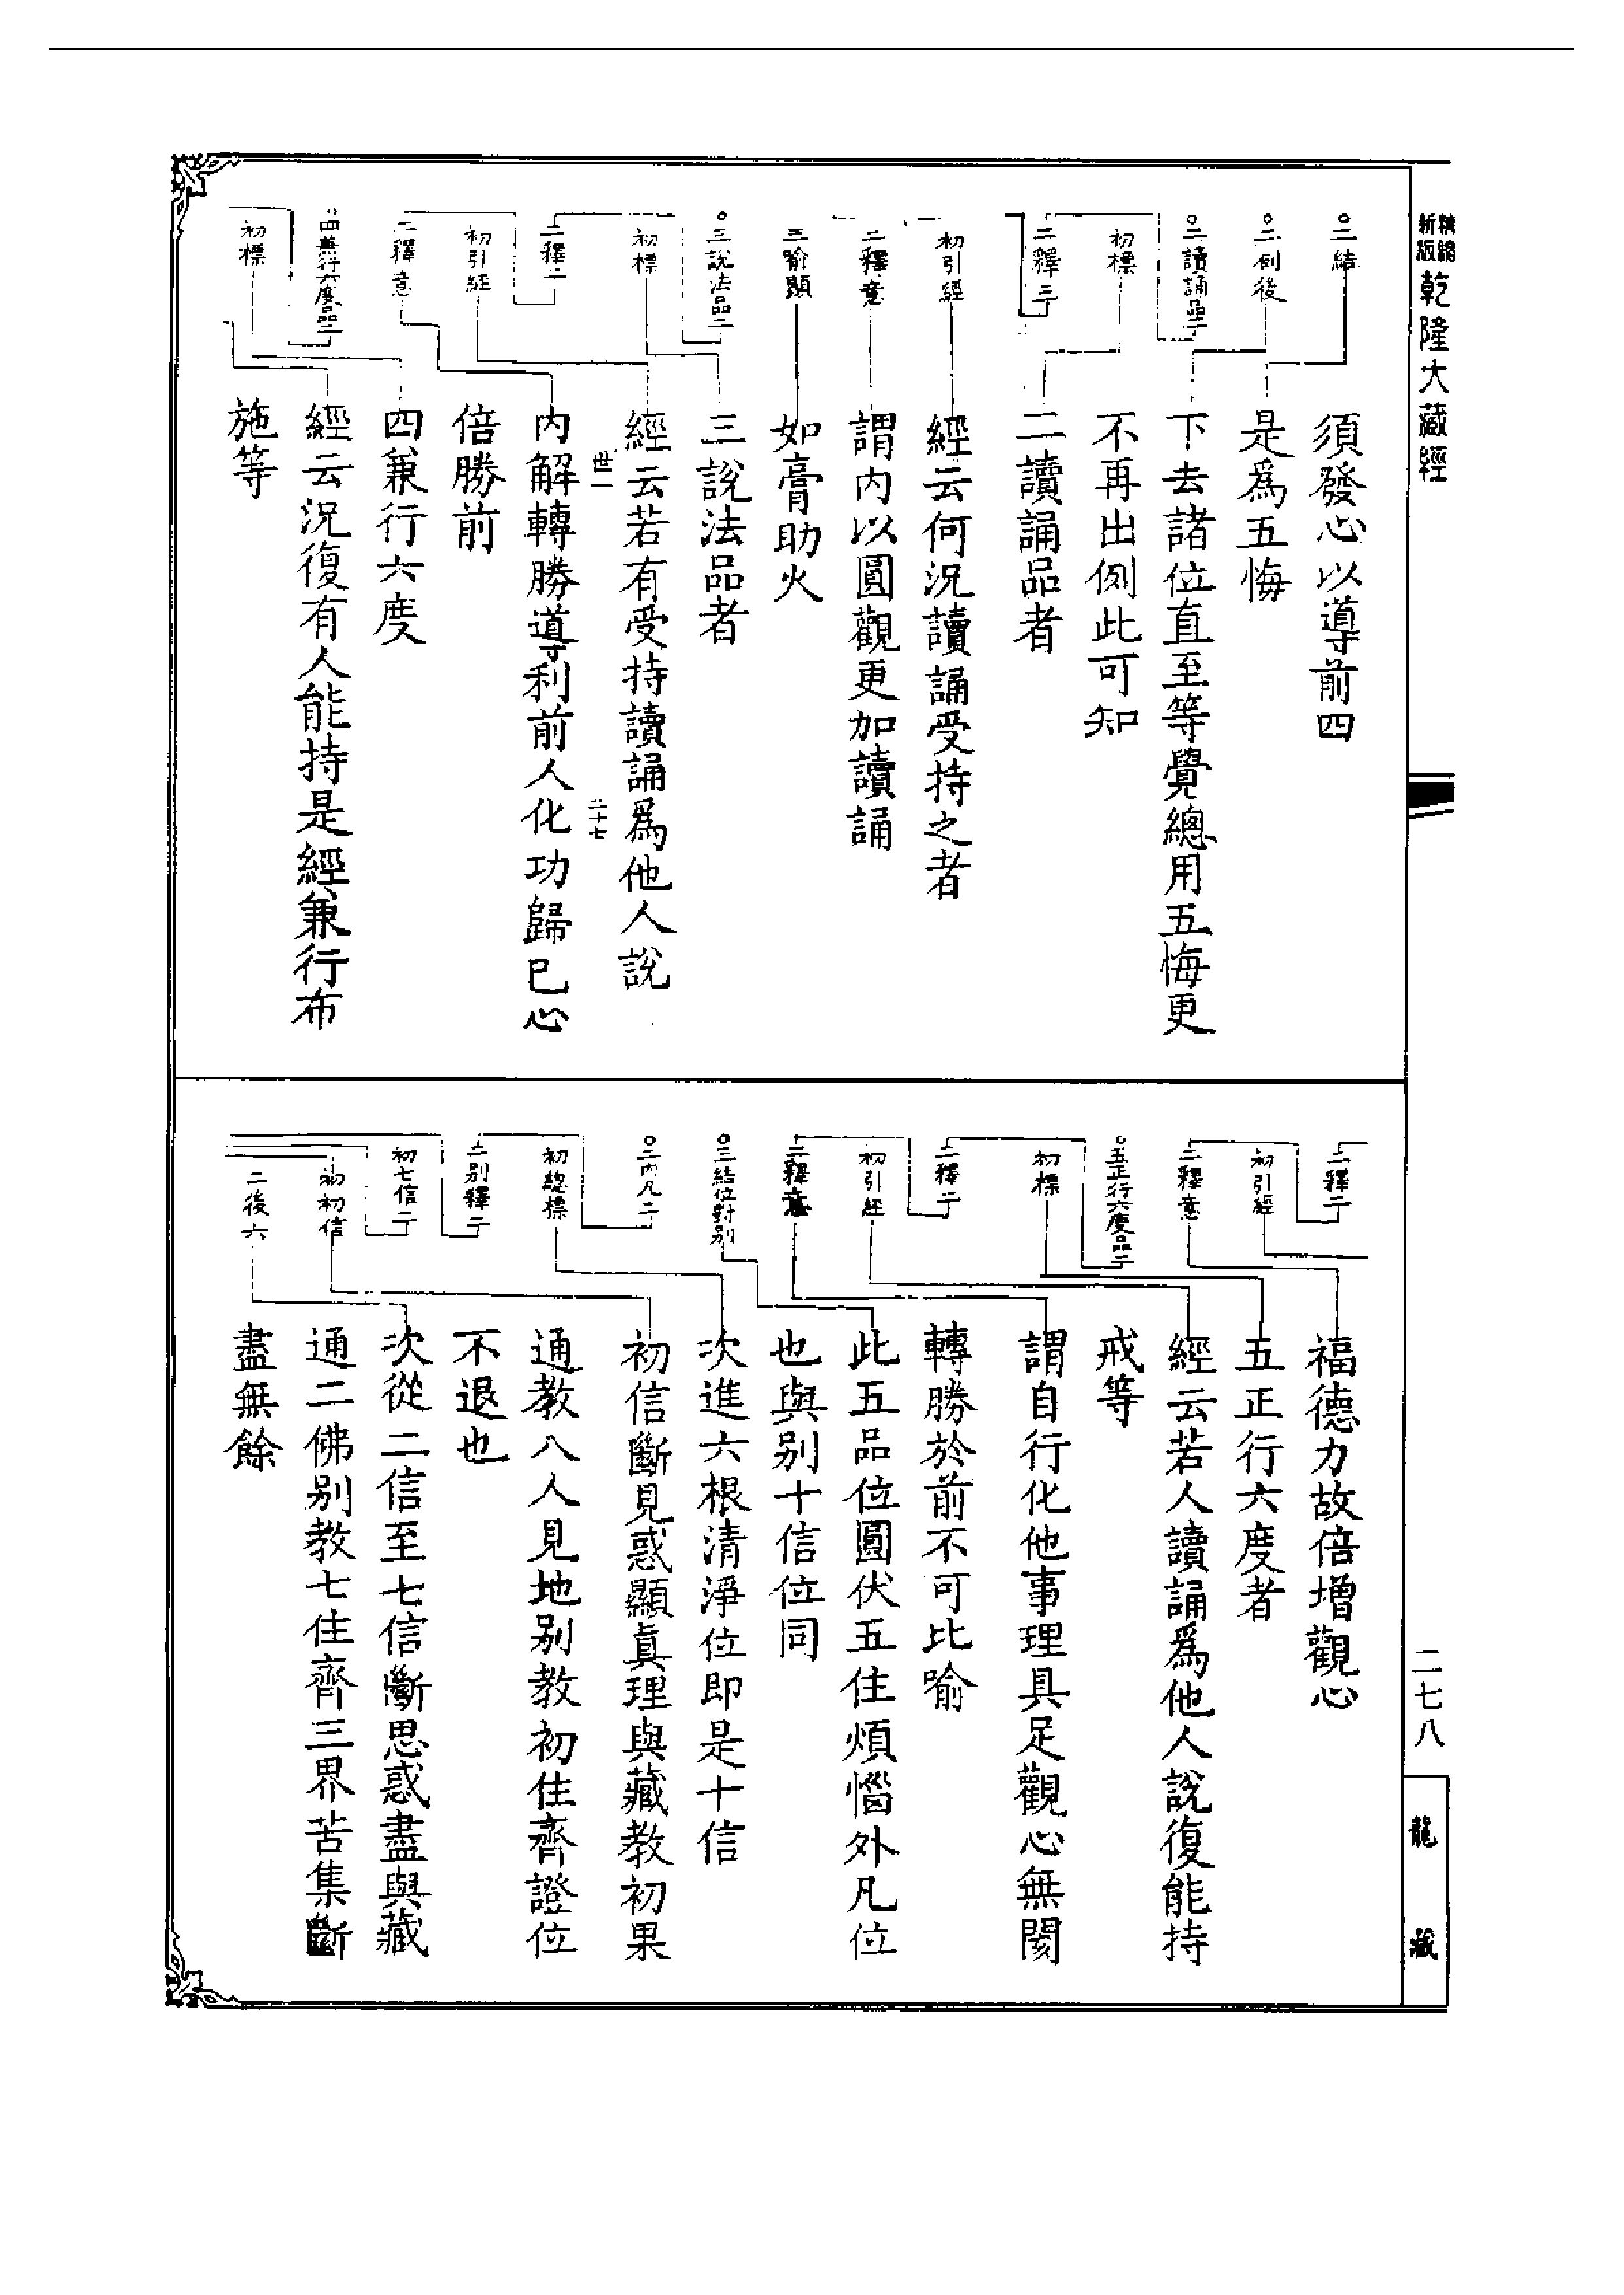 精縮
新版
乾隆大藏經
二結
二例後
二讀誦品二
初標
二釋三
初引經
二釋意
三喻顯
三說法品二
初標
二釋二
初引經
二釋意
四兼行六度品二
初標
須發心以導前四
是爲五悔
下去諸位直至等覺總用五悔更
不再出例此可知
二讀誦品者
經云何況讀誦受持之者
謂内以圓觀更加讀誦
如膏助火
三說法品者
經云若有受持讀誦爲他人說
世一
二十七
内解轉勝導利前人化功歸已心
倍勝前
四兼行六度
經云況復有人能持是經兼行布
施等
二釋二
初引經
二釋意
五正行六度品二
初標
二釋二
初引經
二釋意
三結位對别
二内凡二
初總標
二别釋二
初七信二
初初信
二後六
福德力故倍增觀心
五正行六度者
經云若人讀誦爲他人說復能持
戒等
謂自行化他事理具足觀心無閡
轉勝於前不可比喻
此五品位圓伏五住煩惱外凡位
也與别十信位同
次進六根清淨位即是十信
初信斷見惑顯眞理與藏教初果
通教八人見地别教初住齊證位
不退也
次從二信至七信斷思惑盡與藏
通二佛别教七住齊三界苦集斷
盡無餘
二七八
龍藏